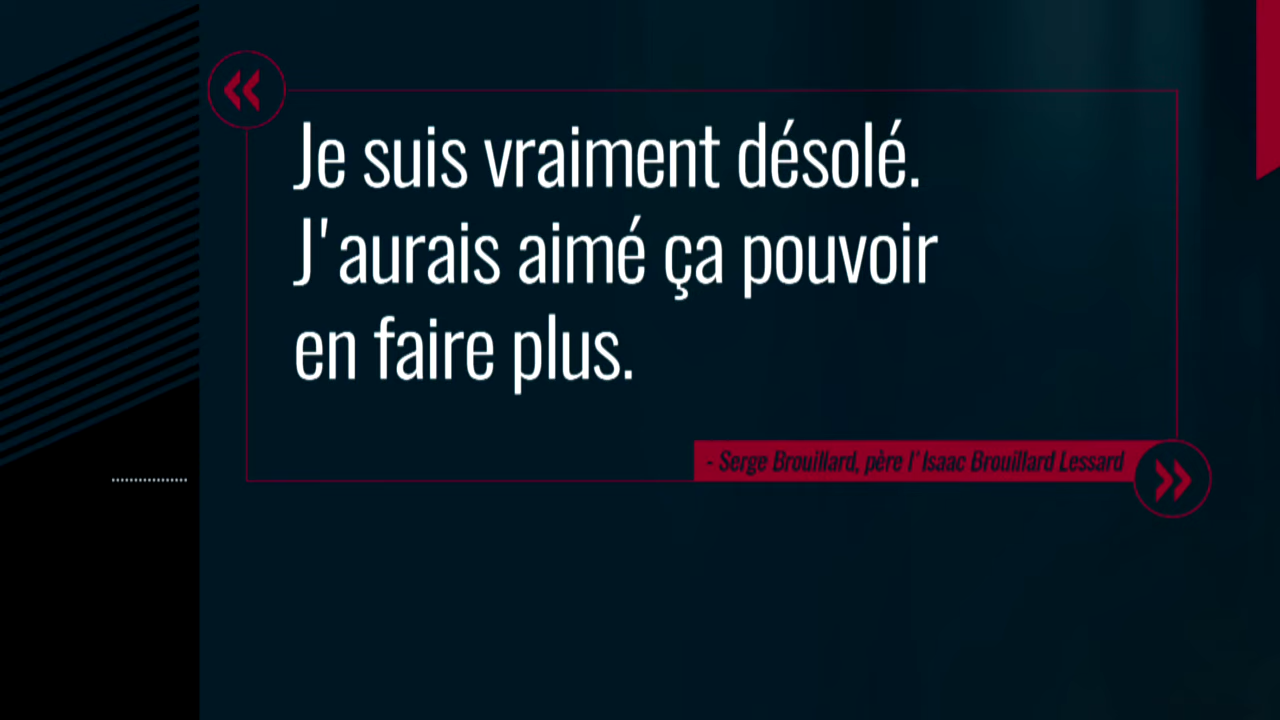 «
Je suis vraiment désolé.
J'aurais aimé ça pouvoir
en faire plus.
- Serge Brouillard, père l'Isaac Brouillard Lessard
»